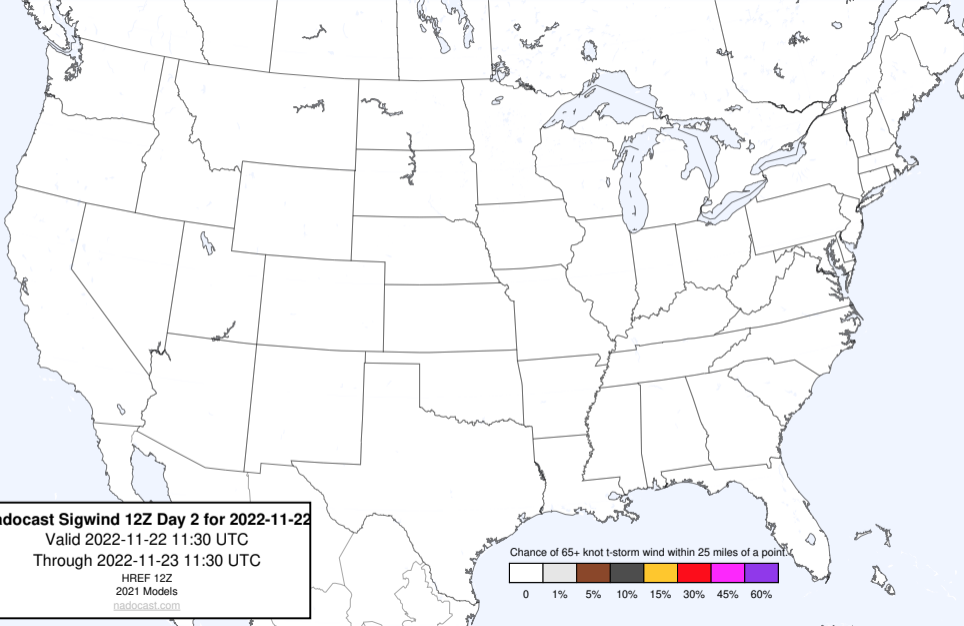 adocast Sigwind 12Z Day 2 for 2022-11-22
Valid 2022-11-22 11:30 UTC
Through 2022-11-23 11:30 UTC
HREF 12Z
2021 Models
nadocast.com
Chance of 65+ knot t-storm wind within 25 miles of a point.
0 1% 5% 10% 15% 30% 45% 60%